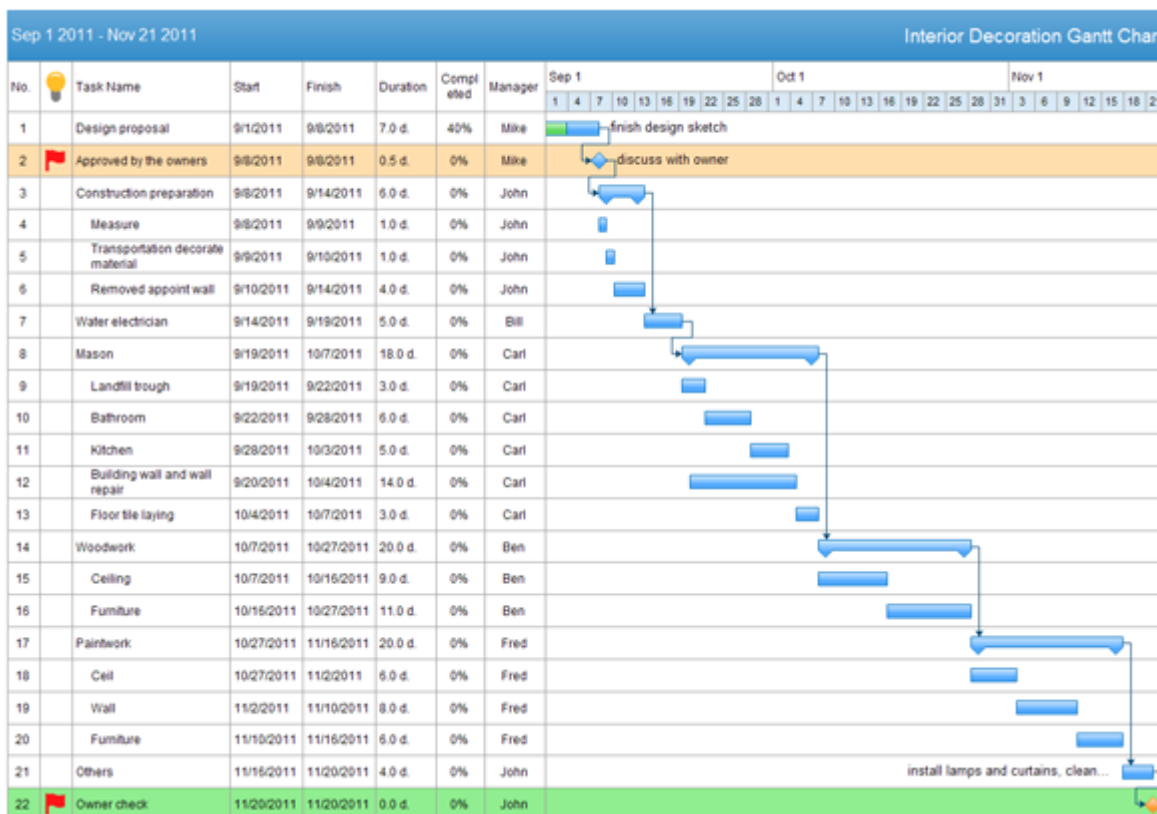 Sep 1 2011 - Nov 21 2011 Interior Decoration Gantt Char
No. Task Name Start Finish Duration Compl eted Manager Sep 1 Oct 1 Nov 1
1 4 7 10 13 16 19 22 25 28 1 4 7 10 13 16 19 22 25 28 31 3 6 9 12 15 18 2
1 Design proposal 9/1/2011 9/8/2011 7.0 d. 40% Mike finish design sketch
2 Approved by the owners 9/8/2011 9/8/2011 0.5 d. 0% Mike discuss with owner
3 Construction preparation 9/8/2011 9/14/2011 6.0 d. 0% John
4 Measure 9/8/2011 9/9/2011 1.0 d. 0% John
5 Transportation decorate material 9/9/2011 9/10/2011 1.0 d. 0% John
6 Removed appoint wall 9/10/2011 9/14/2011 4.0 d. 0% John
7 Water electrician 9/14/2011 9/19/2011 5.0 d. 0% Bill
8 Mason 9/19/2011 10/7/2011 18.0 d. 0% Carl
9 Landfill trough 9/19/2011 9/22/2011 3.0 d. 0% Carl
10 Bathroom 9/22/2011 9/28/2011 6.0 d. 0% Carl
11 Kitchen 9/28/2011 10/3/2011 5.0 d. 0% Carl
12 Building wall and wall repair 9/20/2011 10/4/2011 14.0 d. 0% Carl
13 Floor tile laying 10/4/2011 10/7/2011 3.0 d. 0% Carl
14 Woodwork 10/7/2011 10/27/2011 20.0 d. 0% Ben
15 Ceiling 10/7/2011 10/16/2011 9.0 d. 0% Ben
16 Furniture 10/16/2011 10/27/2011 11.0 d. 0% Ben
17 Paintwork 10/27/2011 11/16/2011 20.0 d. 0% Fred
18 Ceil 10/27/2011 11/2/2011 6.0 d. 0% Fred
19 Wall 11/2/2011 11/10/2011 8.0 d. 0% Fred
20 Furniture 11/10/2011 11/16/2011 6.0 d. 0% Fred
21 Others 11/16/2011 11/20/2011 4.0 d. 0% John install lamps and curtains, clean...
22 Owner check 11/20/2011 11/20/2011 0.0 d. 0% John